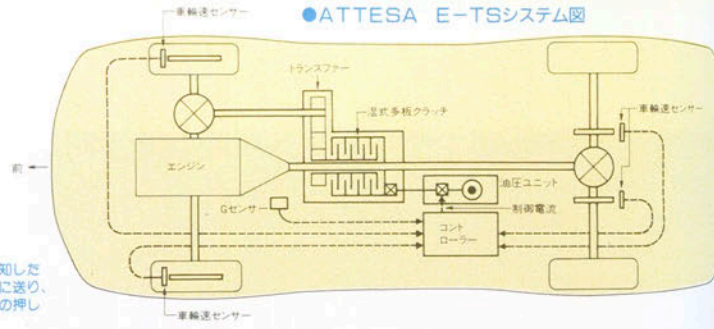 ●ATTESA E-TSシステム図
車輪速センサー
トランスファー
湿式多板クラッチ
車輪速センサー
前
エンジン
油圧ユニット
Gセンサー
制御電流
コント
ローラー
知した
に送り、
の押し
車輪速センサー